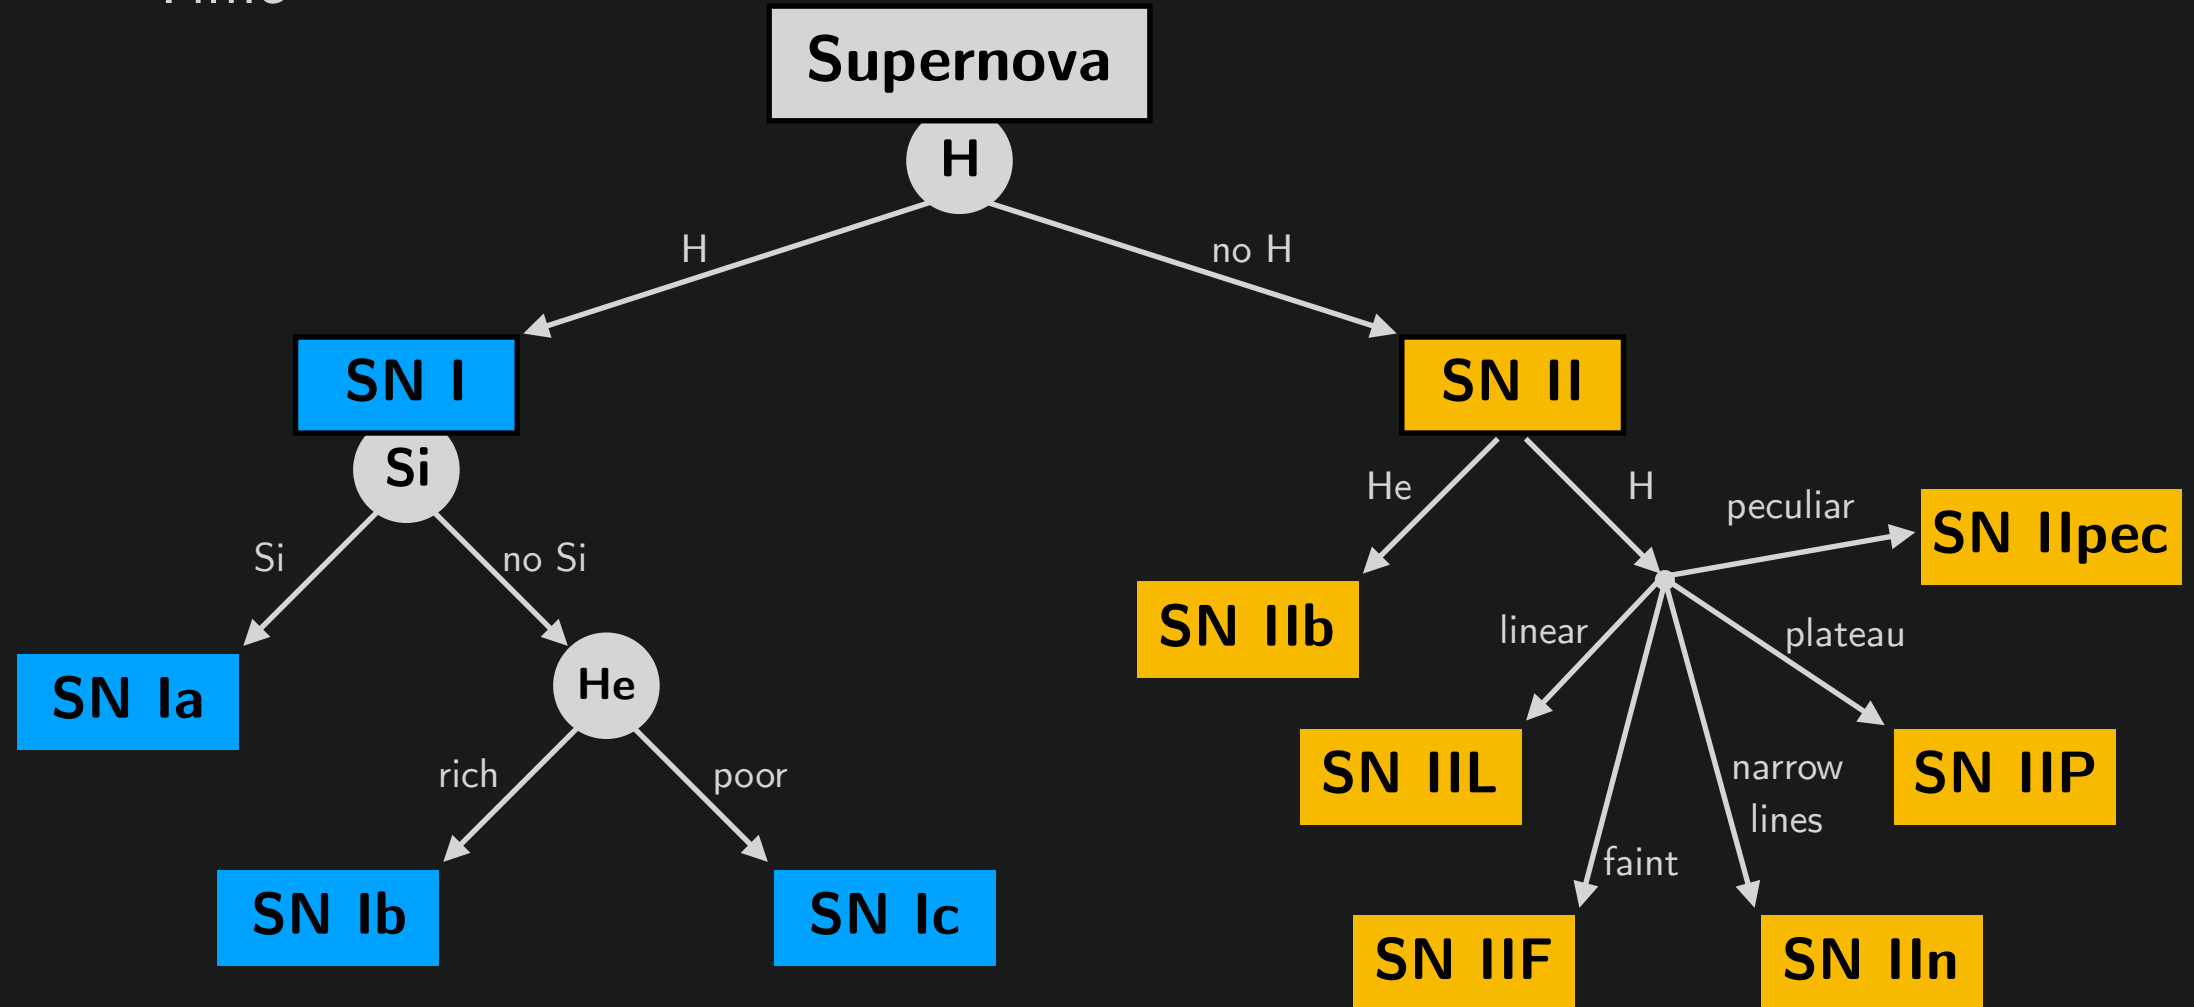 Supernova
H
H
no H
SN I
SN II
Si
He
H
peculiar
SN IIpec
Si
no Si
SN IIb
linear
plateau
SN Ia
He
rich
poor
SN IIL
narrow
lines
SN IIP
faint
SN Ib
SN Ic
SN IIF
SN IIn